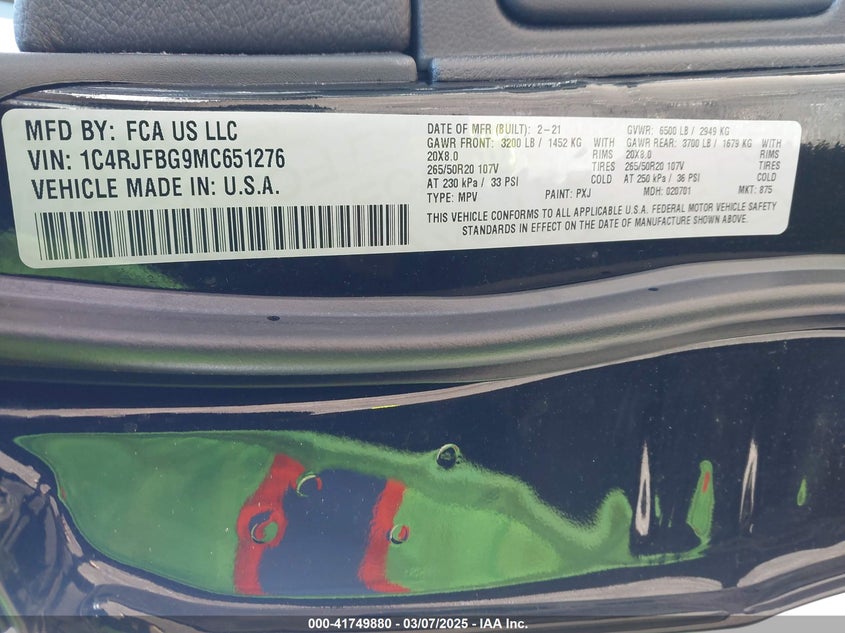 MFD BY: FCA US LLC
VIN: 1C4RJFBG9MC651276
VEHICLE MADE IN: U.S.A.
DATE OF MFR (BUILT): 2-21 GVWR: 6500 LB / 2949 KG
GAWR FRONT: 3200 LB / 1452 KG WITH GAWR REAR: 3700 LB / 1679 KG WITH
20X8.0 RIMS 20X8.0 RIMS
265/50R20 107V TIRES 265/50R20 107V TIRES
AT 230 kPa / 33 PSI COLD AT 250 kPa / 36 PSI COLD
TYPE: MPV PAINT: PXJ MDH: 020701 MKT: 875
THIS VEHICLE CONFORMS TO ALL APPLICABLE U.S.A. FEDERAL MOTOR VEHICLE SAFETY
STANDARDS IN EFFECT ON THE DATE OF MANUFACTURE SHOWN ABOVE.
000-41749880 - 03/07/2025 - IAA Inc.